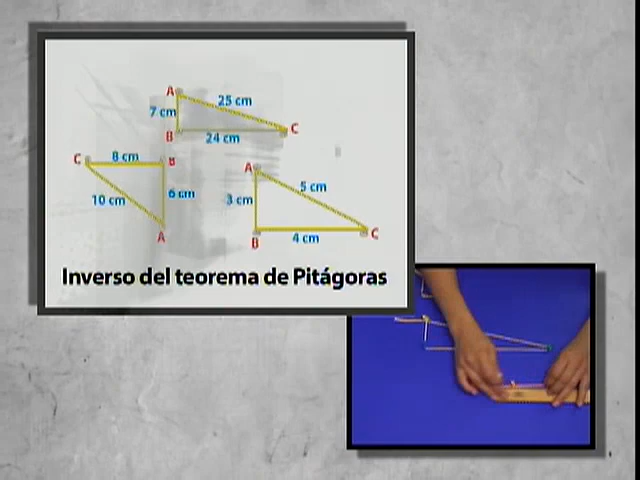 A
25 cm
7 cm
B
24 cm
C
C
8 cm
B
10 cm
6 cm
A
A
5 cm
3 cm
B
4 cm
C
Inverso del teorema de Pitágoras